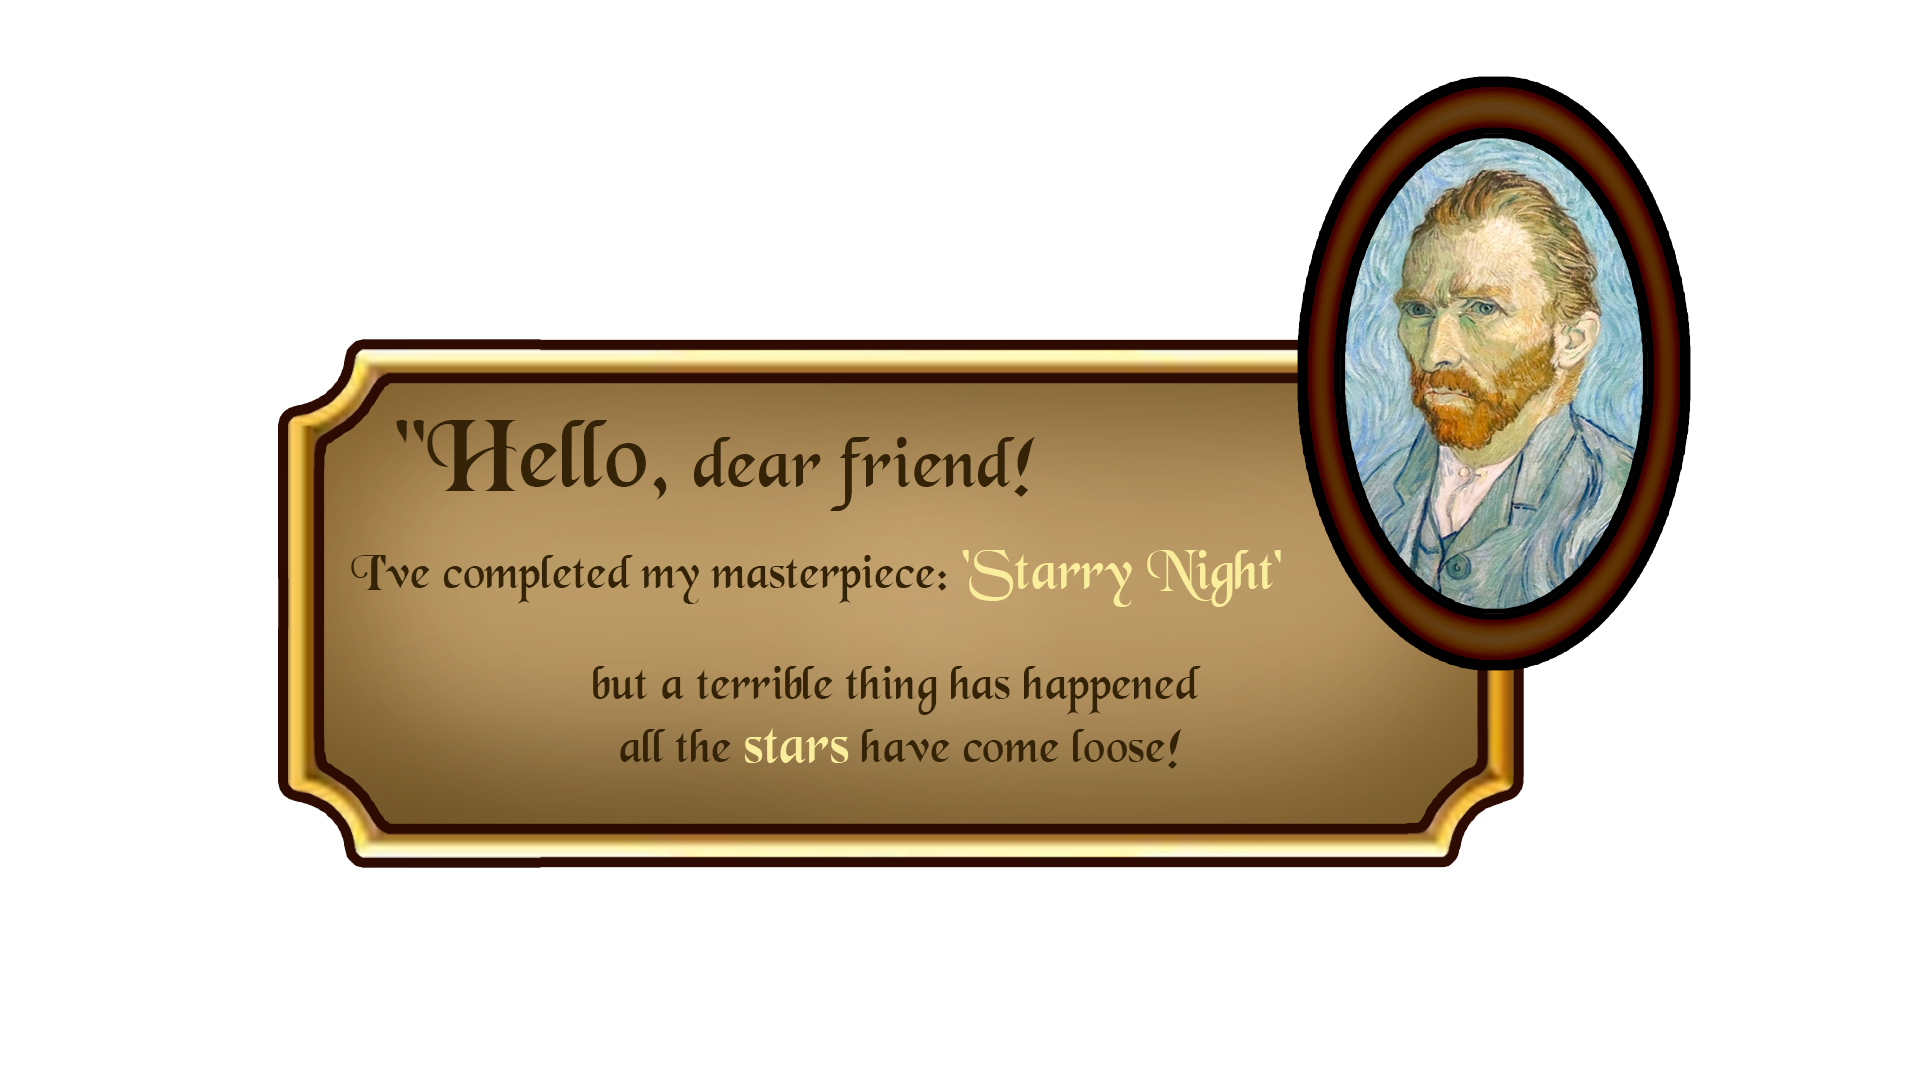 "Hello, dear friend!
I've completed my masterpiece: 'Starry Night'
but a terrible thing has happened
all the stars have come loose!